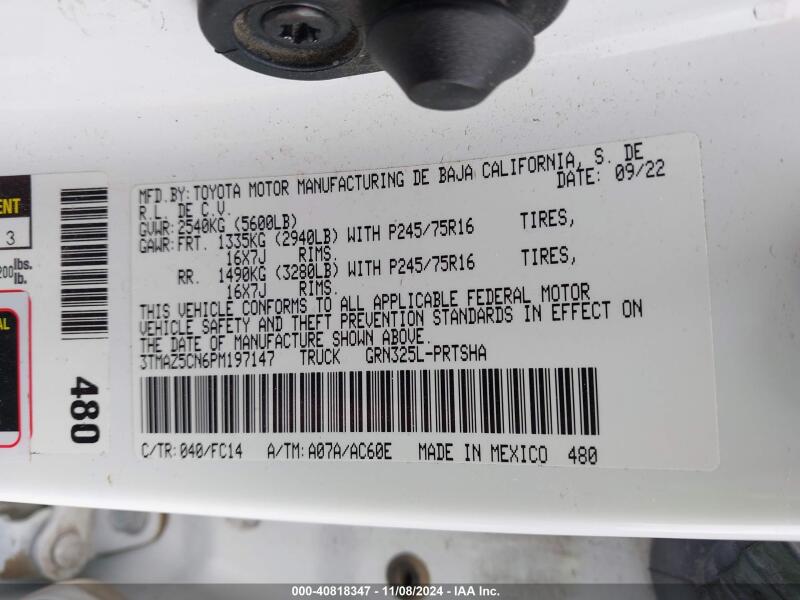 MFD.BY:TOYOTA MOTOR MANUFACTURING DE BAJA CALIFORNIA, S. DE
R.L. DE C.V. DATE: 09/22
GVWR:2540KG (5600LB)
GAWR:FRT. 1335KG (2940LB) WITH P245/75R16 TIRES,
16X7J RIMS.
RR. 1490KG (3280LB) WITH P245/75R16 TIRES,
16X7J RIMS.
THIS VEHICLE CONFORMS TO ALL APPLICABLE FEDERAL MOTOR
VEHICLE SAFETY AND THEFT PREVENTION STANDARDS IN EFFECT ON
THE DATE OF MANUFACTURE SHOWN ABOVE.
3TMAZ5CN6PM197147 TRUCK GRN325L-PRTSHA
C/TR:040/FC14 A/TM:A07A/AC60E MADE IN MEXICO 480
3
lbs.
lb.
480
000-40818347 - 11/08/2024 - IAA Inc.